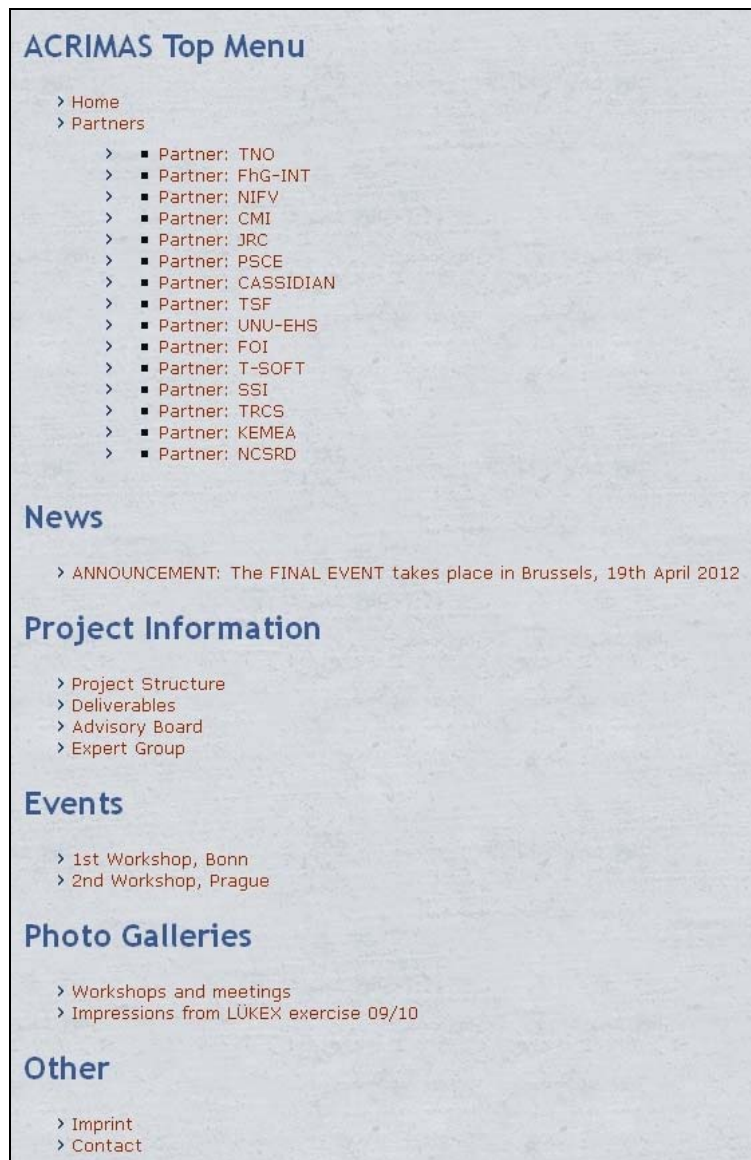 ACRIMAS Top Menu
› Home
› Partners
› ▪ Partner: TNO
› ▪ Partner: FhG-INT
› ▪ Partner: NIFV
› ▪ Partner: CMI
› ▪ Partner: JRC
› ▪ Partner: PSCE
› ▪ Partner: CASSIDIAN
› ▪ Partner: TSF
› ▪ Partner: UNU-EHS
› ▪ Partner: FOI
› ▪ Partner: T-SOFT
› ▪ Partner: SSI
› ▪ Partner: TRCS
› ▪ Partner: KEMEA
› ▪ Partner: NCSRD
News
› ANNOUNCEMENT: The FINAL EVENT takes place in Brussels, 19th April 2012
Project Information
› Project Structure
› Deliverables
› Advisory Board
› Expert Group
Events
› 1st Workshop, Bonn
› 2nd Workshop, Prague
Photo Galleries
› Workshops and meetings
› Impressions from LÜKEX exercise 09/10
Other
› Imprint
› Contact